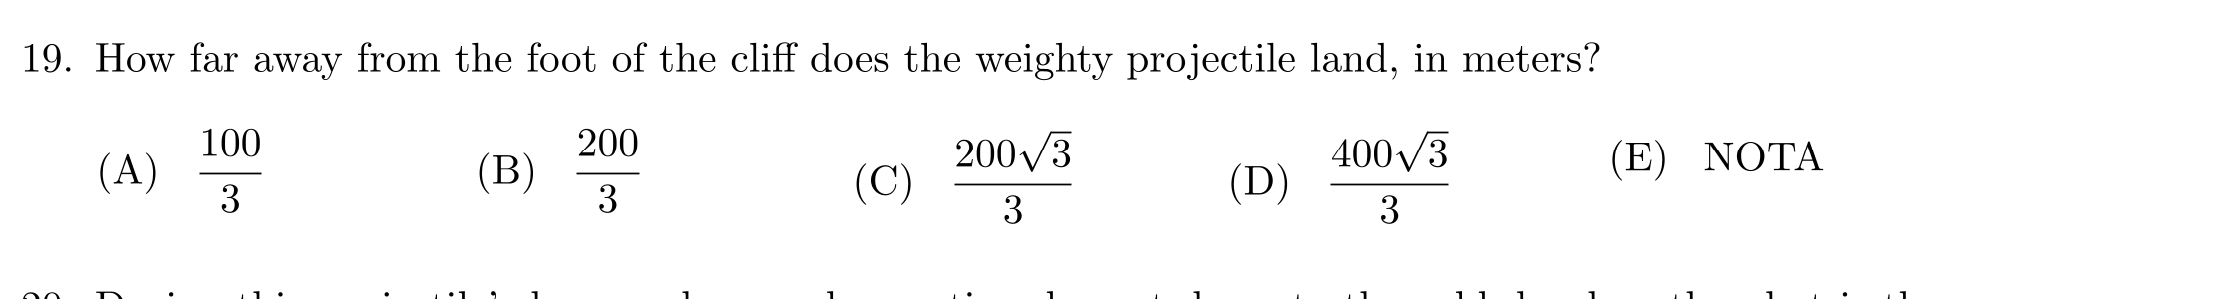 19. How far away from the foot of the cliff does the weighty projectile land, in meters?
(A) 100/3 (B) 200/3 (C) 200√3/3 (D) 400√3/3 (E) NOTA